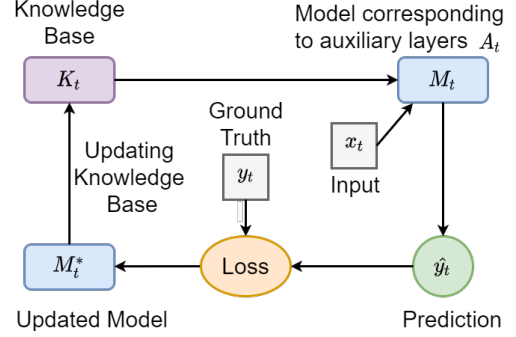 Knowledge
Base
Model corresponding
to auxiliary layers A_t
K_t
M_t
Ground
Truth
x_t
y_t
Updating
Knowledge
Base
Input
M_t^*
Loss
ŷ_t
Updated Model
Prediction